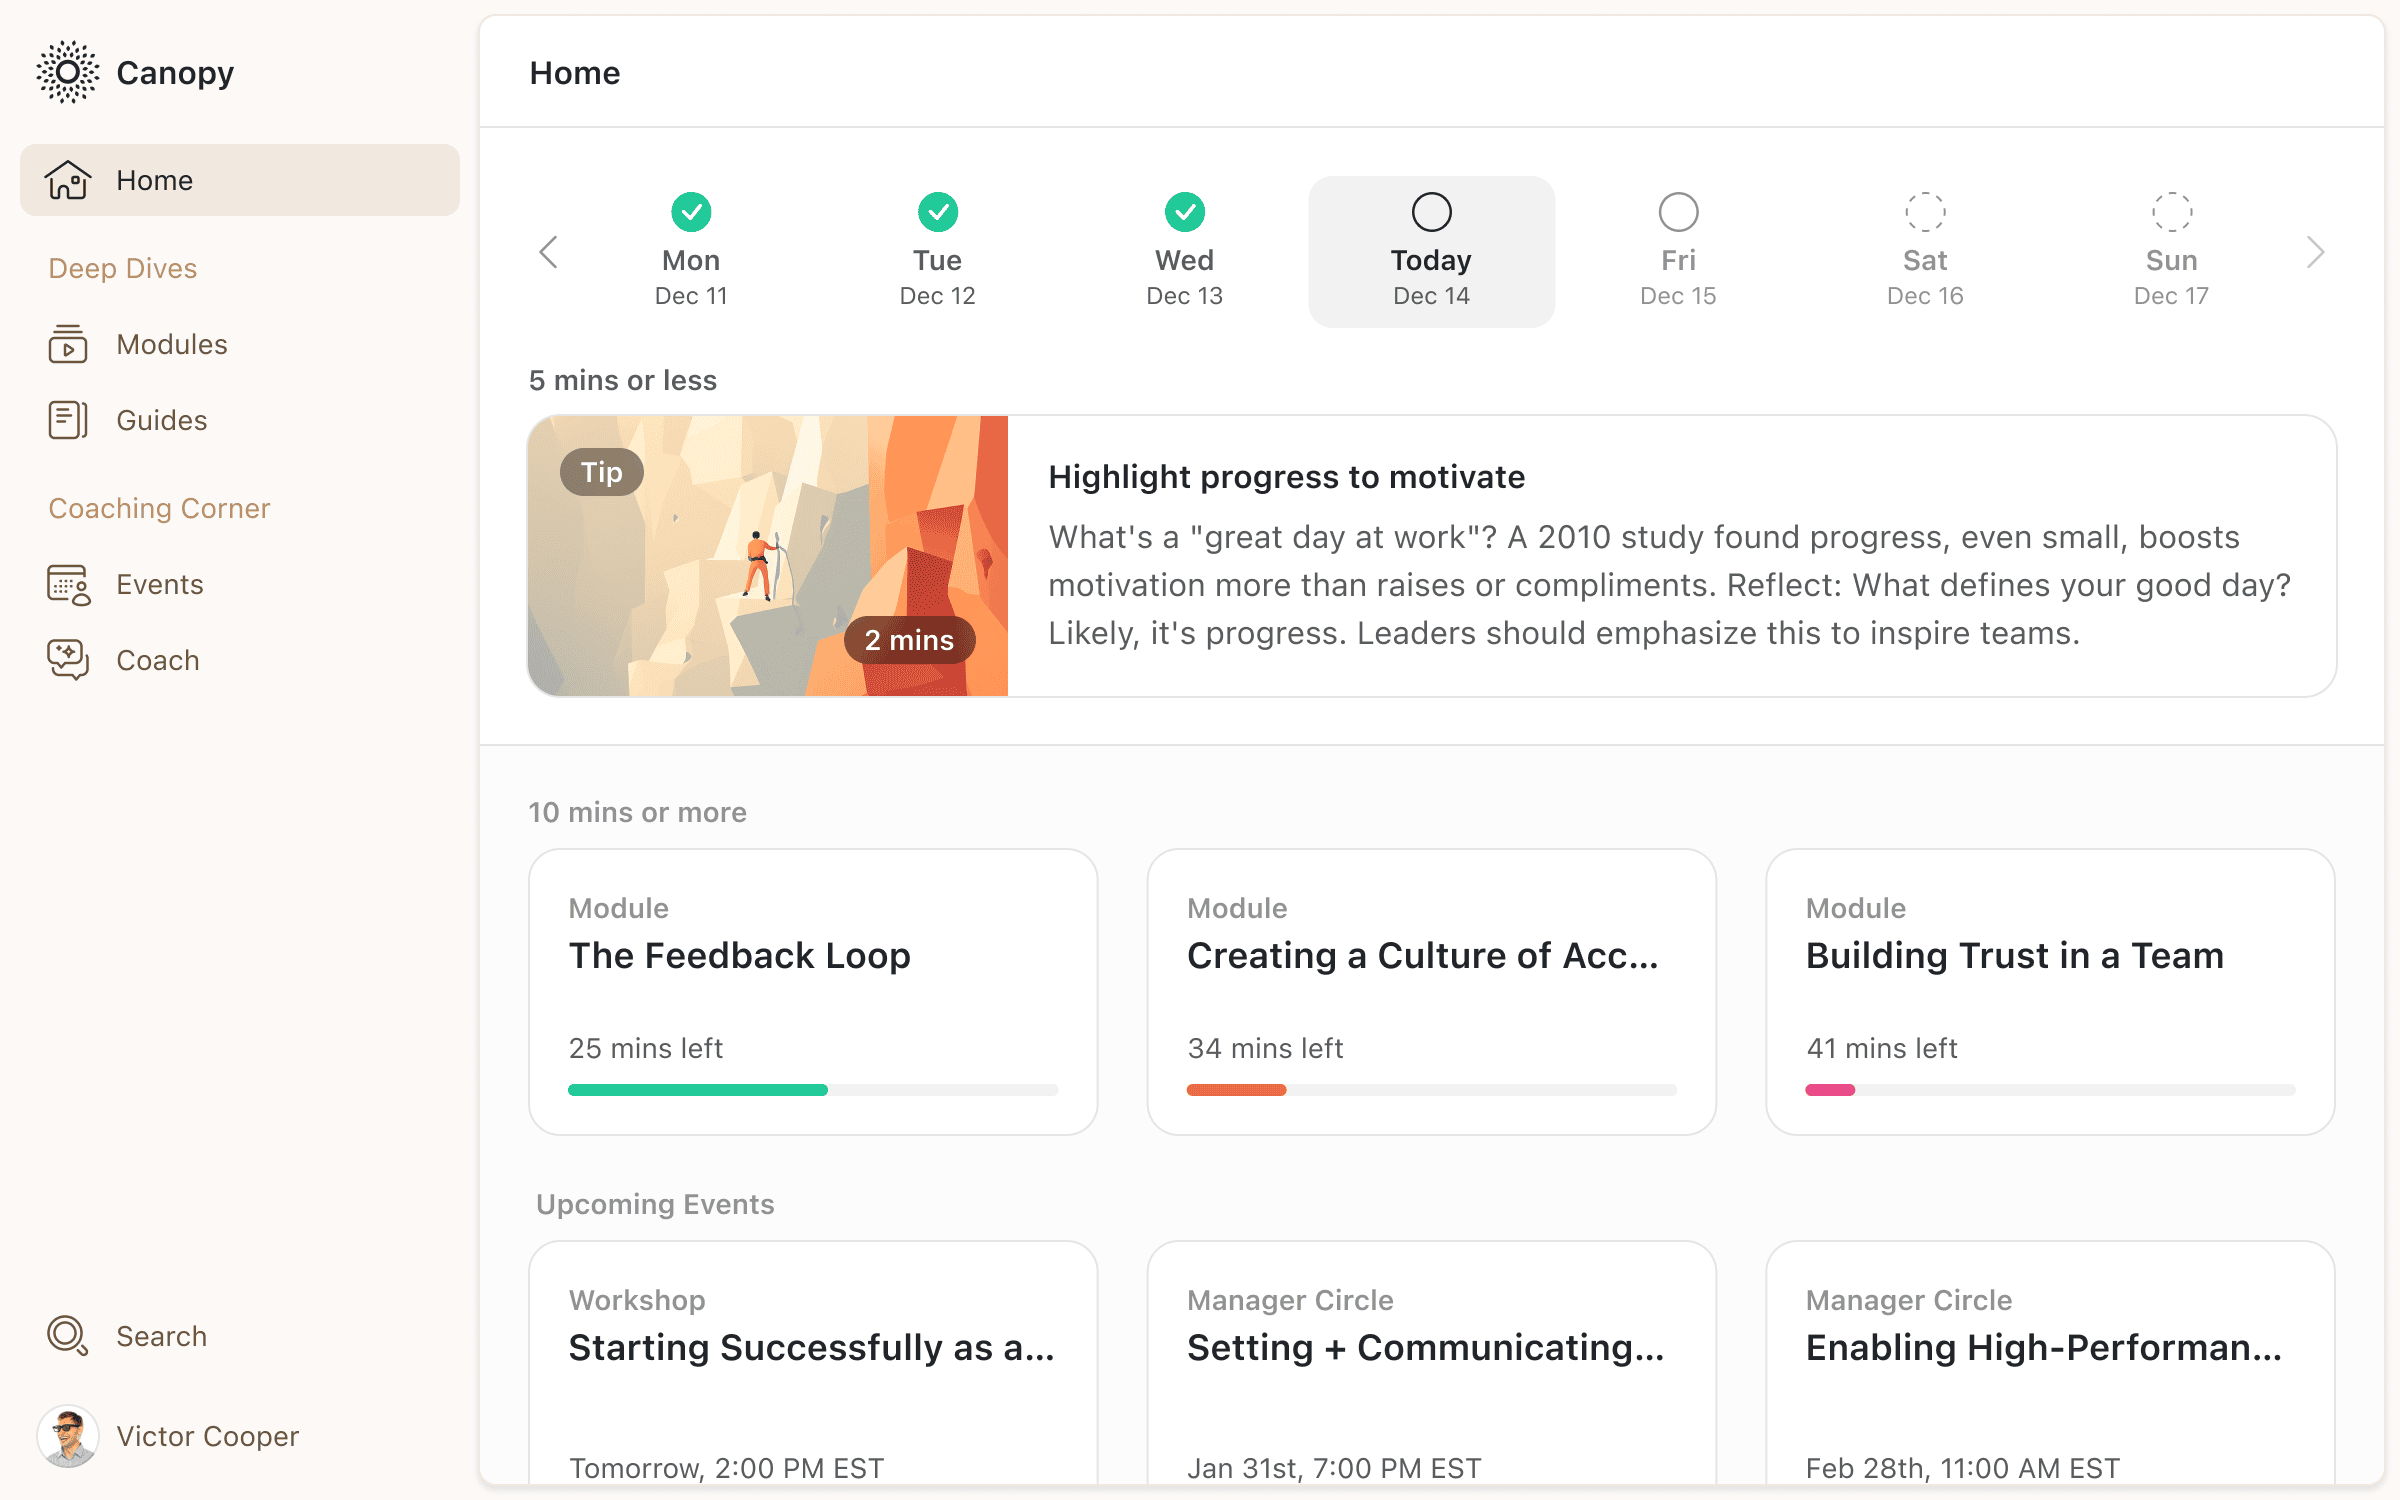 Canopy
Home
Deep Dives
Modules
Guides
Coaching Corner
Events
Coach
Search
Victor Cooper
Home
Mon
Dec 11
Tue
Dec 12
Wed
Dec 13
Today
Dec 14
Fri
Dec 15
Sat
Dec 16
Sun
Dec 17
5 mins or less
Tip
2 mins
Highlight progress to motivate
What's a "great day at work"? A 2010 study found progress, even small, boosts
motivation more than raises or compliments. Reflect: What defines your good day?
Likely, it's progress. Leaders should emphasize this to inspire teams.
10 mins or more
Module
The Feedback Loop
25 mins left
Module
Creating a Culture of Acc...
34 mins left
Module
Building Trust in a Team
41 mins left
Upcoming Events
Workshop
Starting Successfully as a...
Tomorrow, 2:00 PM EST
Manager Circle
Setting + Communicating...
Jan 31st, 7:00 PM EST
Manager Circle
Enabling High-Performan...
Feb 28th, 11:00 AM EST